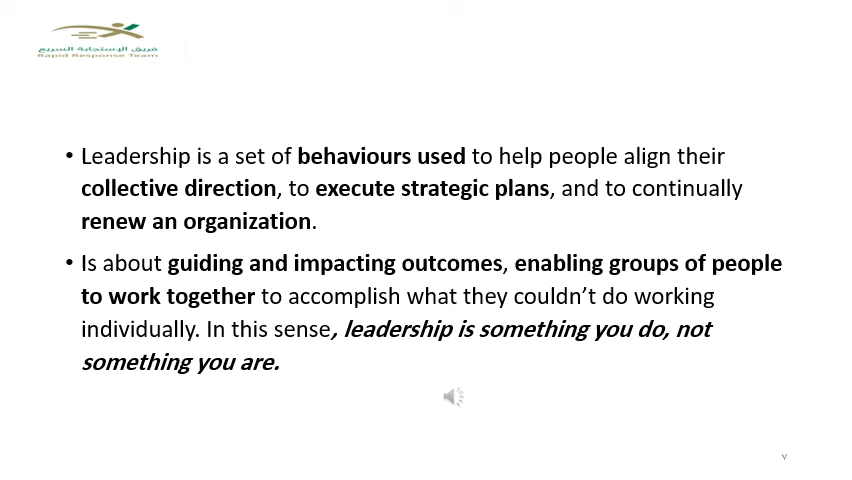 فريق الإستجابة السريع
Rapid Response Team
• Leadership is a set of behaviours used to help people align their
collective direction, to execute strategic plans, and to continually
renew an organization.
• Is about guiding and impacting outcomes, enabling groups of people
to work together to accomplish what they couldn’t do working
individually. In this sense, leadership is something you do, not
something you are.
٧